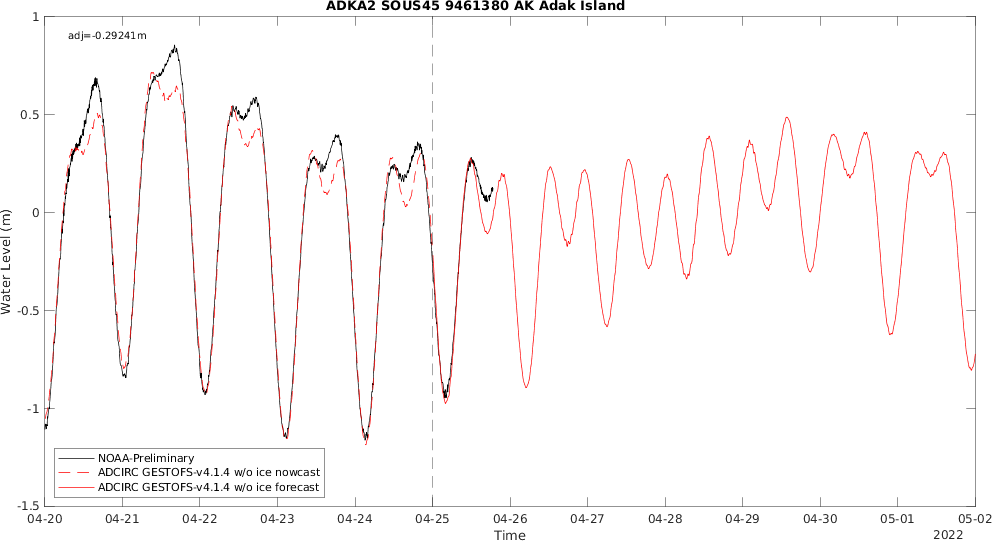 ADKA2 SOUS45 9461380 AK Adak Island
adj=-0.29241m
1
0.5
0
-0.5
-1
-1.5
Water Level (m)
NOAA-Preliminary
ADCIRC GESTOFS-v4.1.4 w/o ice nowcast
ADCIRC GESTOFS-v4.1.4 w/o ice forecast
04-20 04-21 04-22 04-23 04-24 04-25 04-26 04-27 04-28 04-29 04-30 05-01 05-02
Time
2022